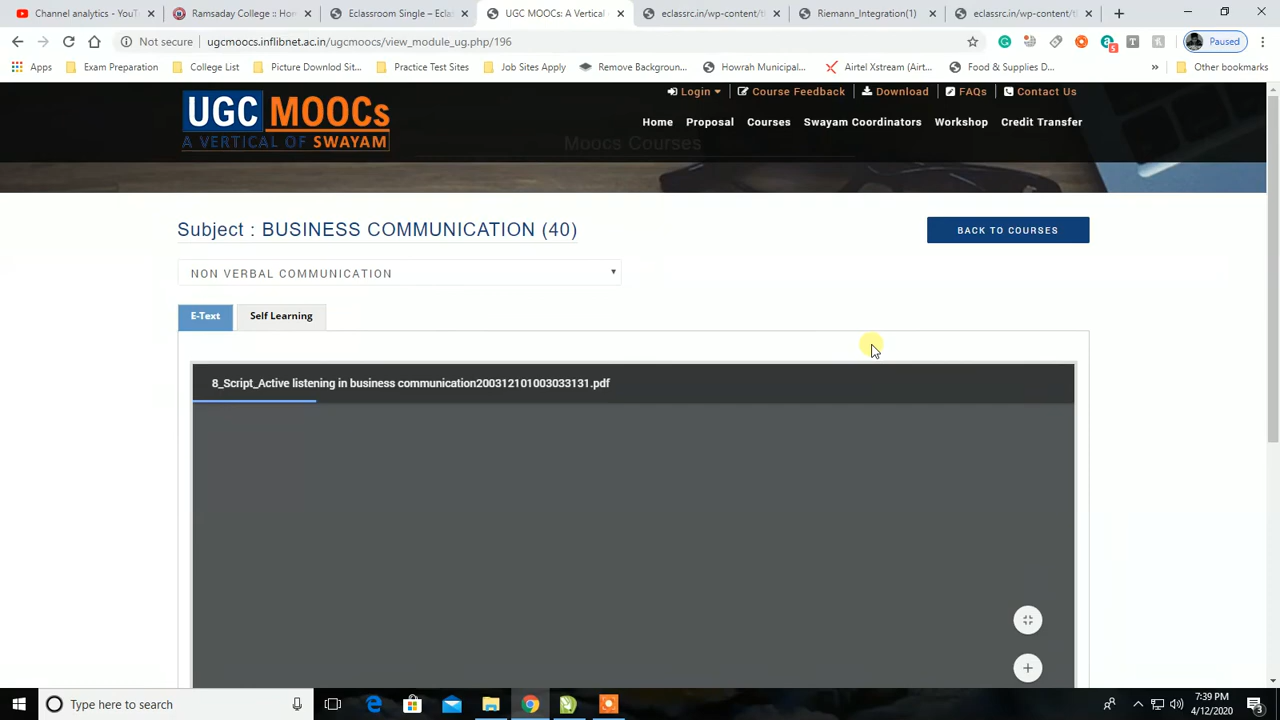 Channel analytics - YouTu
Ramsaday College :: Hom
Eclassroom Single – Ecla
UGC MOOCs: A Vertical
eclassrc.in/wp-content/t
Riemann_Integration(1)
eclassrc.in/wp-content/t
Not secure
ugcmoocs.inflibnet.ac.in/ugcmoocs/view_module_ug.php/196
Paused
Apps
Exam Preparation
College List
Picture Downlod Sit...
Practice Test Sites
Job Sites Apply
Remove Backgroun...
Howrah Municipal...
Airtel Xstream (Airt...
Food & Supplies D...
Other bookmarks
UGC MOOCs
A VERTICAL OF SWAYAM
Login
Course Feedback
Download
FAQs
Contact Us
Home
Proposal
Courses
Swayam Coordinators
Workshop
Credit Transfer
Moocs Courses
Subject : BUSINESS COMMUNICATION (40)
BACK TO COURSES
NON VERBAL COMMUNICATION
E-Text
Self Learning
8_Script_Active listening in business communication200312101003033131.pdf
Type here to search
7:39 PM
4/12/2020
3